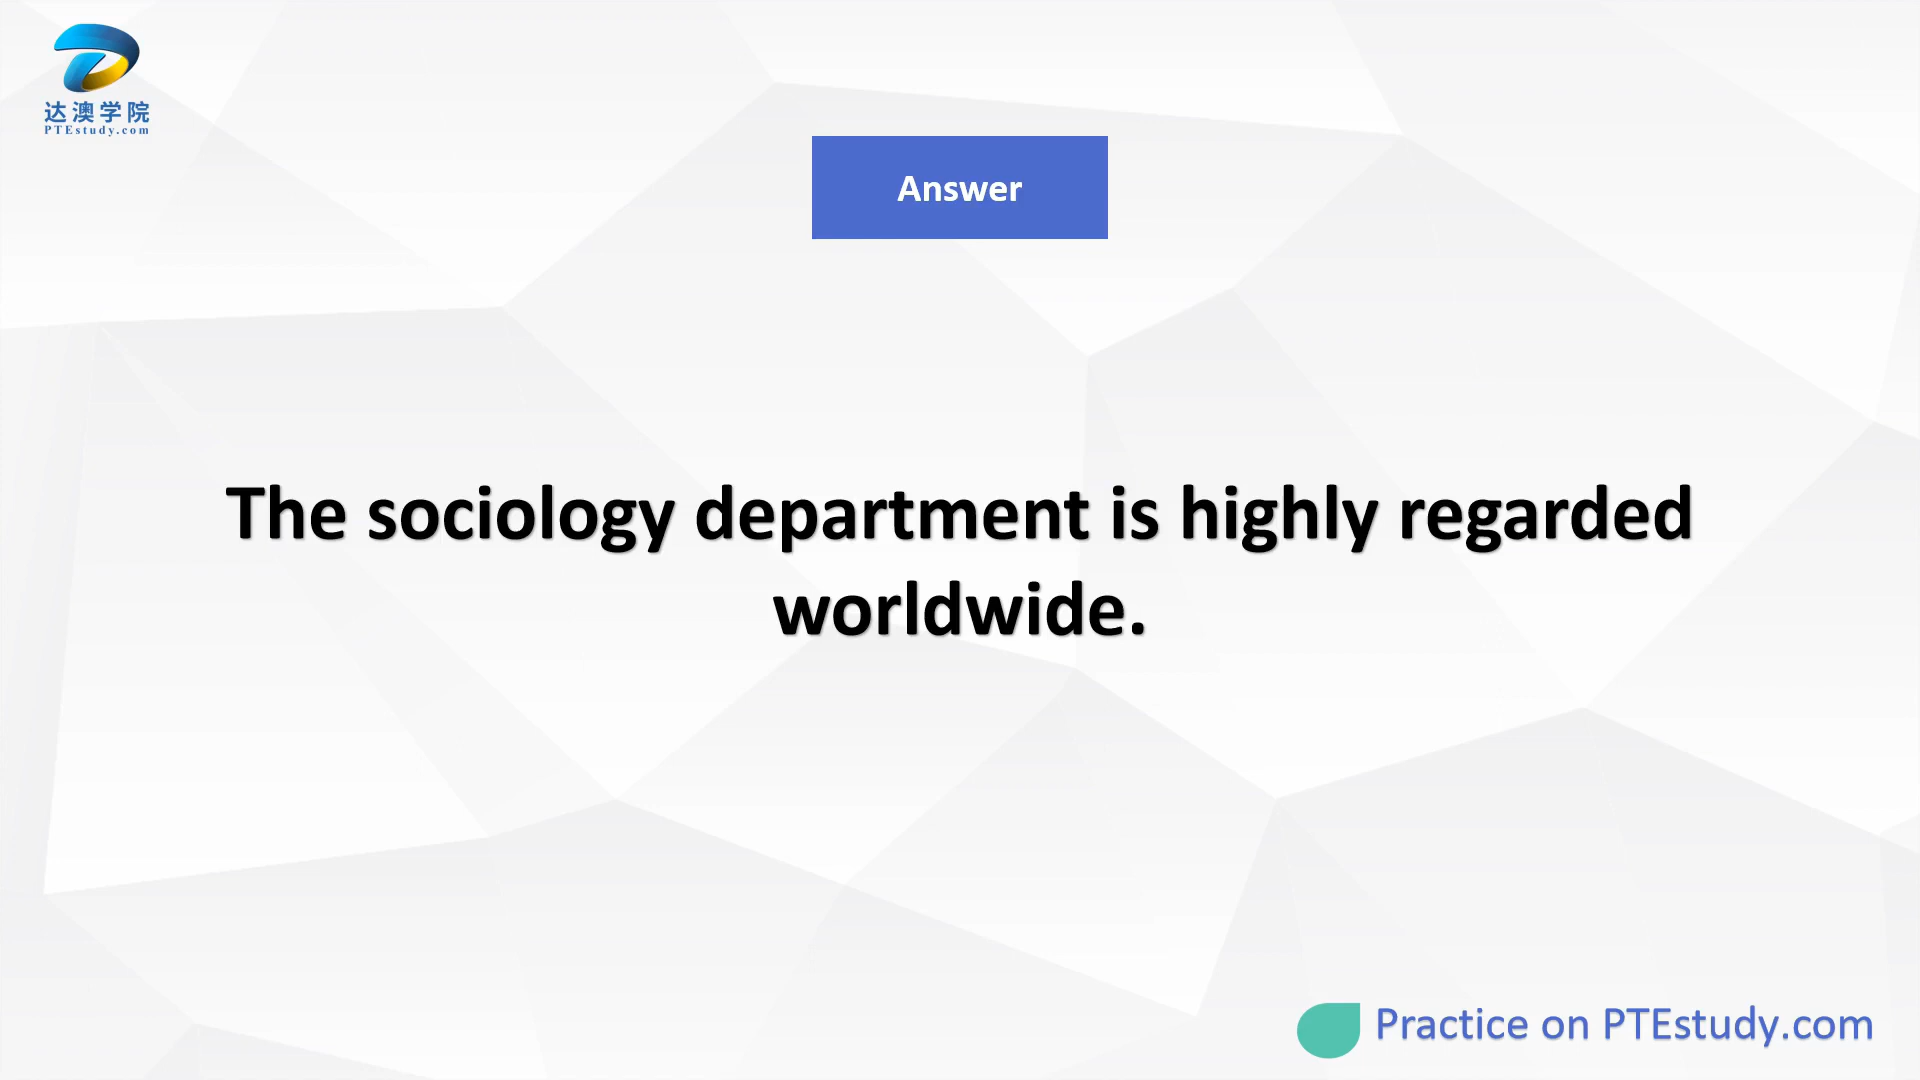 达澳学院
PTEstudy.com
Answer
The sociology department is highly regarded
worldwide.
Practice on PTEstudy.com